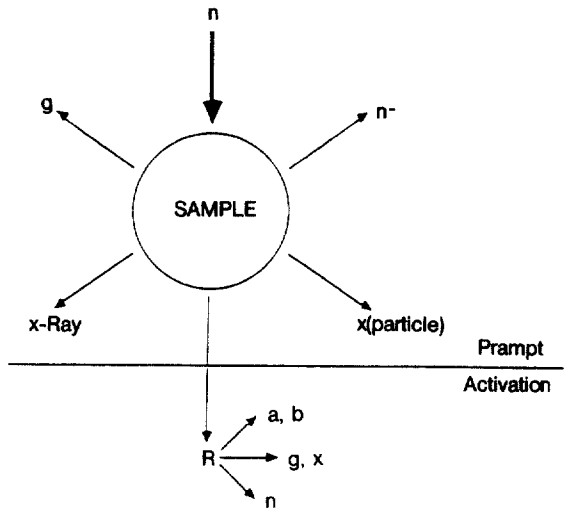 n
g
n-
SAMPLE
x-Ray
x(particle)
Prampt
Activation
a, b
R
g, x
n